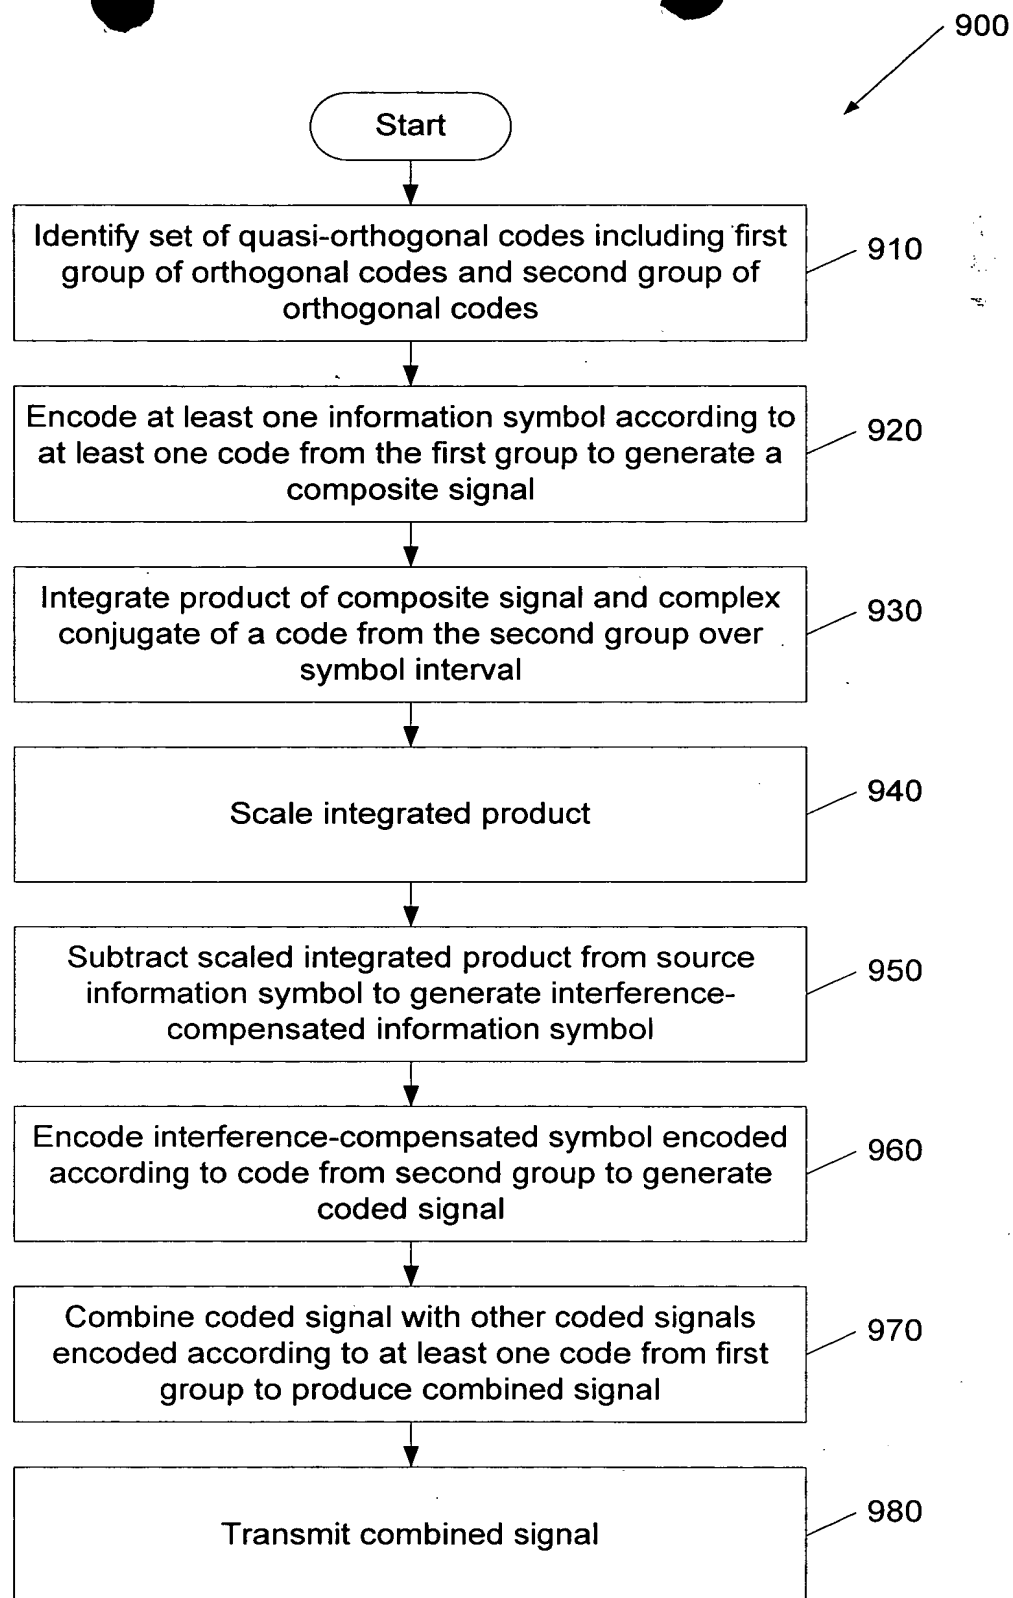 900
Start
Identify set of quasi-orthogonal codes including first
group of orthogonal codes and second group of
orthogonal codes
910
Encode at least one information symbol according to
at least one code from the first group to generate a
composite signal
920
Integrate product of composite signal and complex
conjugate of a code from the second group over
symbol interval
930
Scale integrated product
940
Subtract scaled integrated product from source
information symbol to generate interference-
compensated information symbol
950
Encode interference-compensated symbol encoded
according to code from second group to generate
coded signal
960
Combine coded signal with other coded signals
encoded according to at least one code from first
group to produce combined signal
970
Transmit combined signal
980